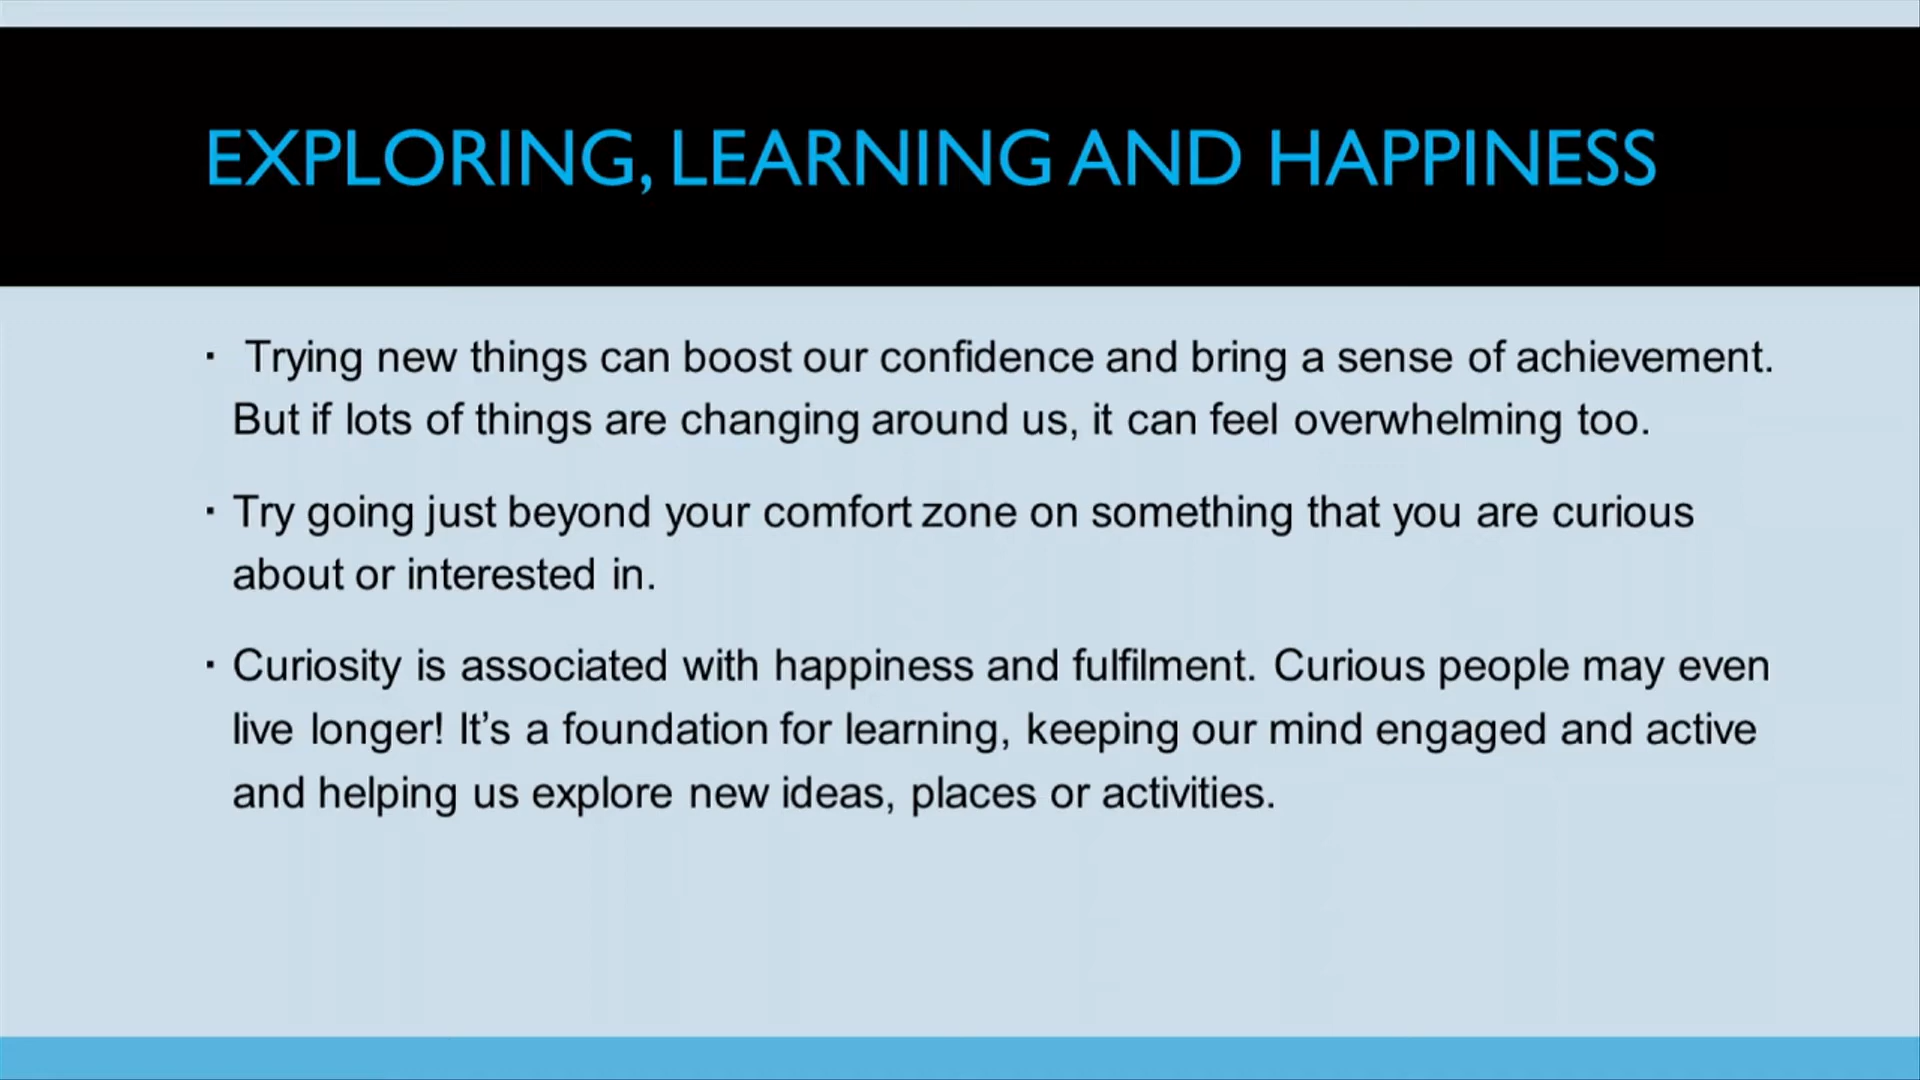 EXPLORING, LEARNING AND HAPPINESS
▪ Trying new things can boost our confidence and bring a sense of achievement.
But if lots of things are changing around us, it can feel overwhelming too.
▪ Try going just beyond your comfort zone on something that you are curious
about or interested in.
▪ Curiosity is associated with happiness and fulfilment. Curious people may even
live longer! It’s a foundation for learning, keeping our mind engaged and active
and helping us explore new ideas, places or activities.